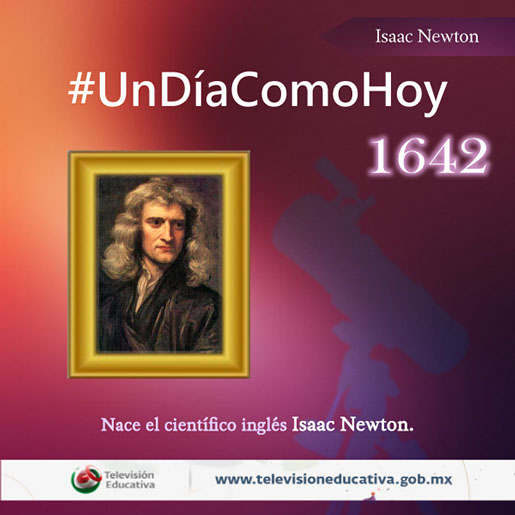 Isaac Newton
#UnDíaComoHoy
1642
Nace el científico inglés Isaac Newton.
Televisión
Educativa
www.televisioneducativa.gob.mx